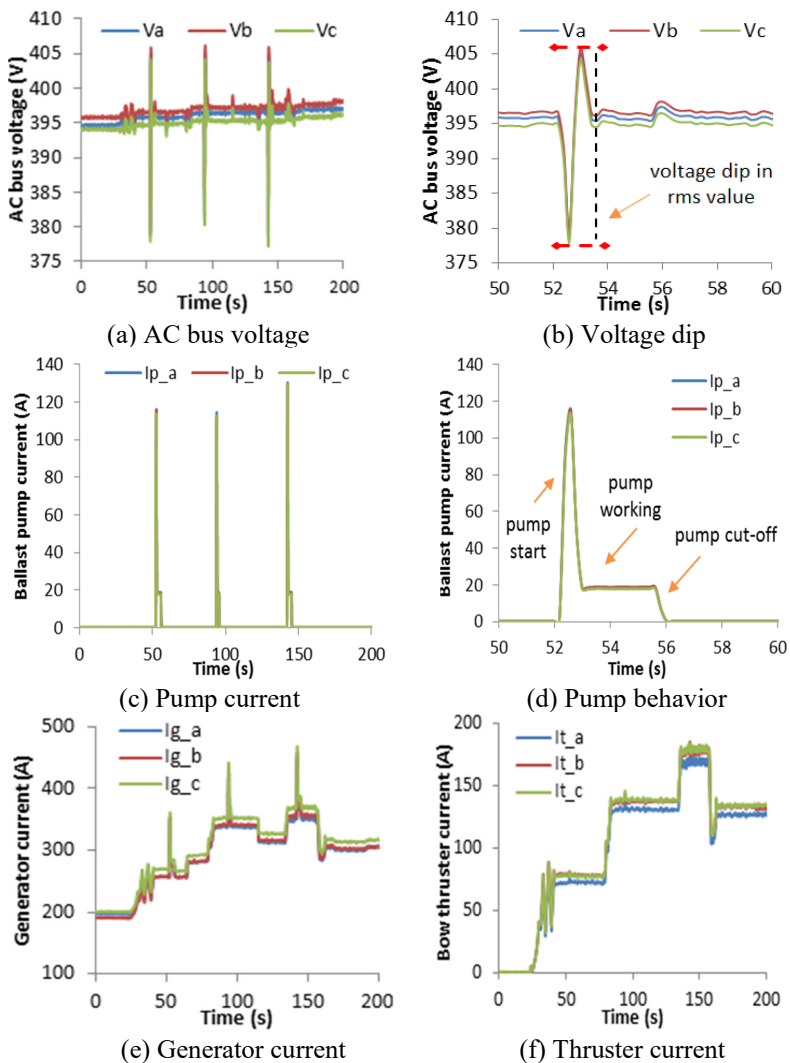 Va Vb Vc
AC bus voltage (V)
410
405
400
395
390
385
380
375
0 50 100 150 200
Time (s)
(a) AC bus voltage
Va Vb Vc
AC bus voltage (V)
410
405
400
395
390
385
380
375
voltage dip in
rms value
50 52 54 56 58 60
Time (s)
(b) Voltage dip
Ip_a Ip_b Ip_c
Ballast pump current (A)
140
120
100
80
60
40
20
0
0 50 100 150 200
Time (s)
(c) Pump current
Ip_a
Ip_b
Ip_c
Ballast pump current (A)
140
120
100
80
60
40
20
0
pump
start
pump
working
pump cut-off
50 52 54 56 58 60
Time (s)
(d) Pump behavior
Ig_a
Ig_b
Ig_c
Generator current (A)
500
400
300
200
100
0 50 100 150 200
Time (s)
(e) Generator current
It_a
It_b
It_c
Bow thruster current (A)
200
150
100
50
0
0 50 100 150 200
Time (s)
(f) Thruster current